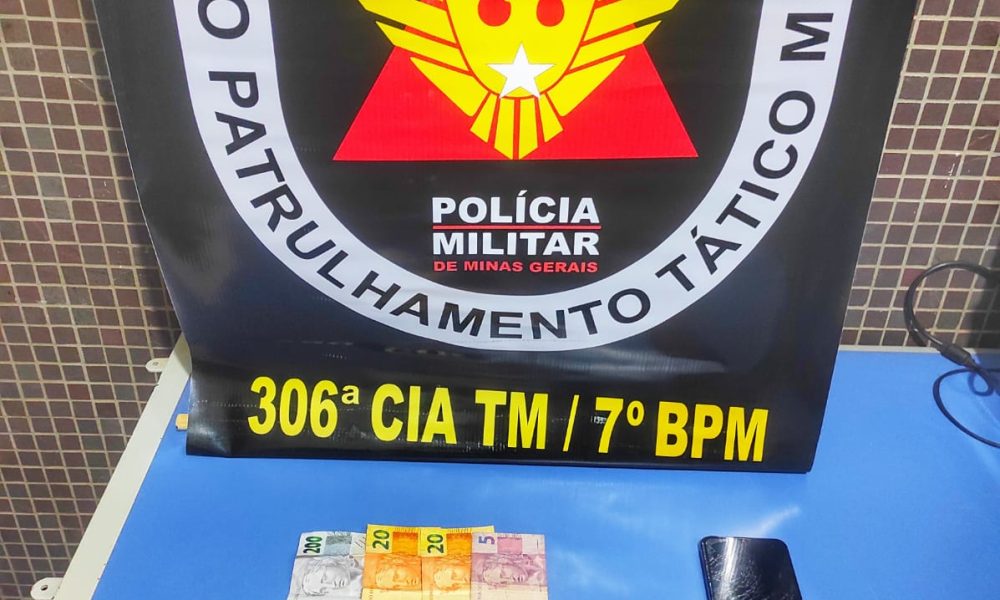 O PATRULHAMENTO TÁTICO M
POLÍCIA
MILITAR
DE MINAS GERAIS
306ª CIA TM / 7º BPM
200 20 20 5